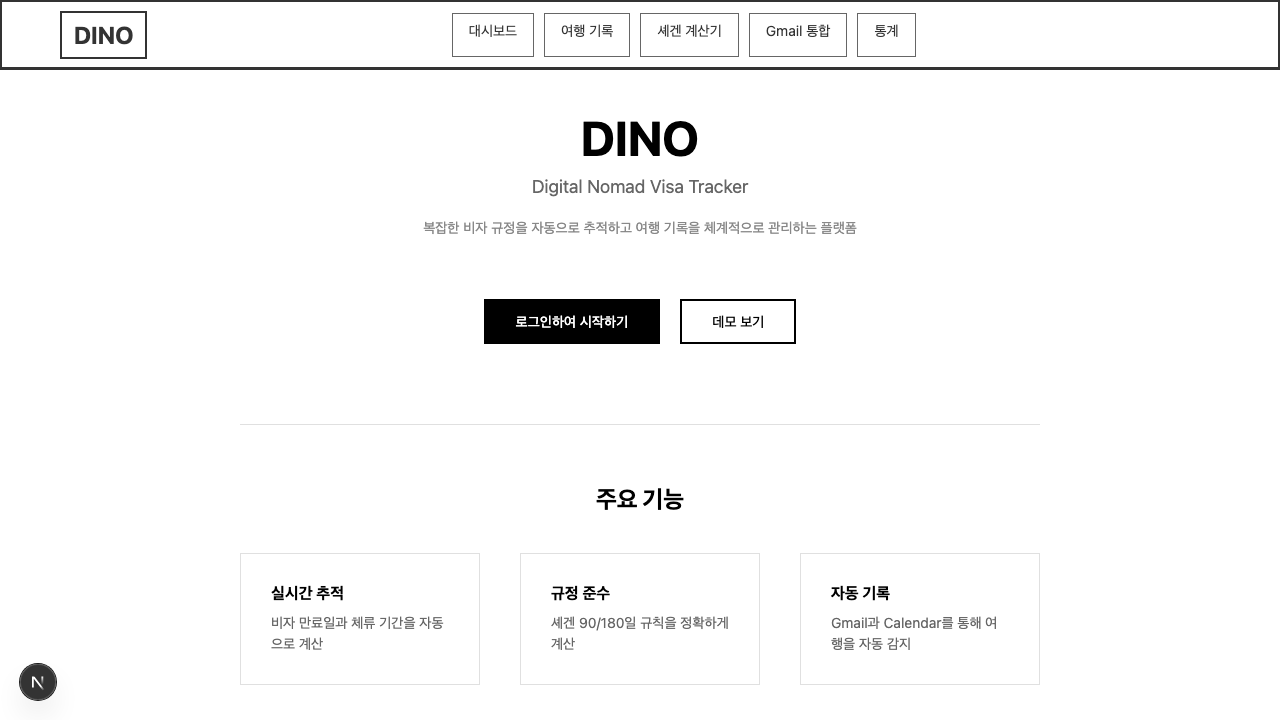 DINO
대시보드
여행 기록
셰겐 계산기
Gmail 통합
통계
DINO
Digital Nomad Visa Tracker
복잡한 비자 규정을 자동으로 추적하고 여행 기록을 체계적으로 관리하는 플랫폼
로그인하여 시작하기
데모 보기
주요 기능
실시간 추적
비자 만료일과 체류 기간을 자동
으로 계산
규정 준수
셰겐 90/180일 규칙을 정확하게
계산
자동 기록
Gmail과 Calendar를 통해 여
행을 자동 감지
N